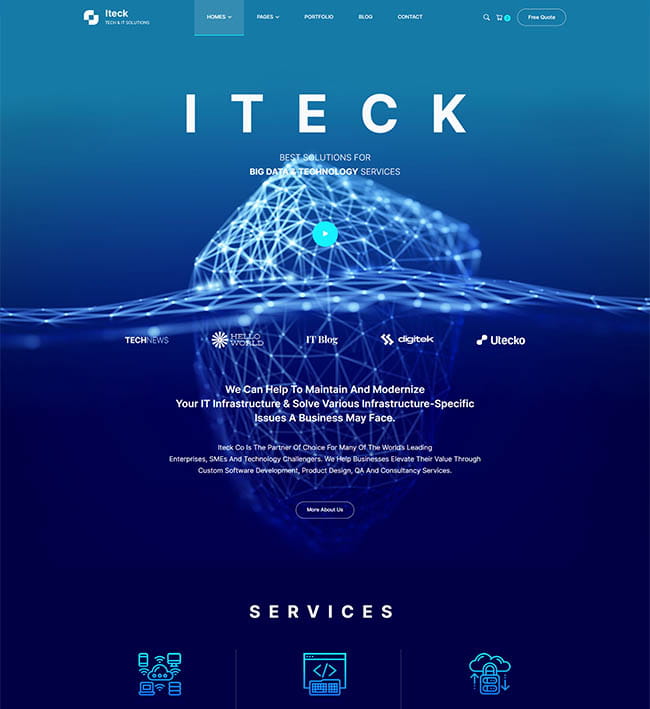 Iteck
TECH & IT SOLUTIONS
HOMES
PAGES
PORTFOLIO
BLOG
CONTACT
Free Quote
ITECK
BEST SOLUTIONS FOR
BIG DATA & TECHNOLOGY SERVICES
TECHNEWS
HELLO
WORLD
IT Blog
digitek
Utecko
We Can Help To Maintain And Modernize
Your IT Infrastructure & Solve Various Infrastructure-Specific
Issues A Business May Face.
Iteck Co Is The Partner Of Choice For Many Of The World's Leading
Enterprises, SMEs And Technology Challengers. We Help Businesses Elevate Their Value Through
Custom Software Development, Product Design, QA And Consultancy Services.
More About Us
SERVICES